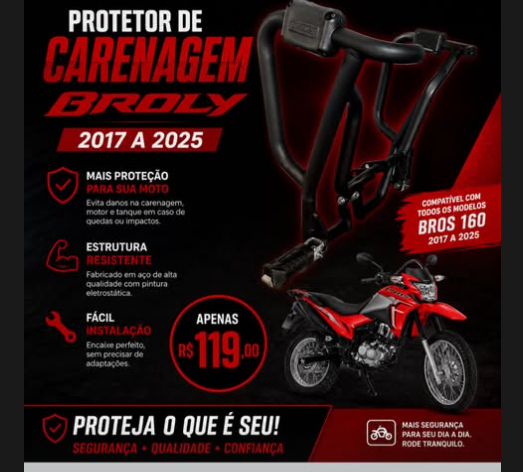 PROTETOR DE
CARENAGEM
BROLY
2017 A 2025
MAIS PROTEÇÃO
PARA SUA MOTO
Evita danos na carenagem,
motor e tanque em caso de
quedas ou impactos.
ESTRUTURA
RESISTENTE
Fabricado em aço de alta
qualidade com pintura
eletrostática.
FÁCIL
INSTALAÇÃO
Encaixe perfeito,
sem precisar de
adaptações.
APENAS
R$ 119,00
COMPATÍVEL COM
TODOS OS MODELOS
BROS 160
2017 A 2025
PROTEJA O QUE É SEU!
SEGURANÇA • QUALIDADE • CONFIANÇA
MAIS SEGURANÇA
PARA SEU DIA A DIA.
RODE TRANQUILO.